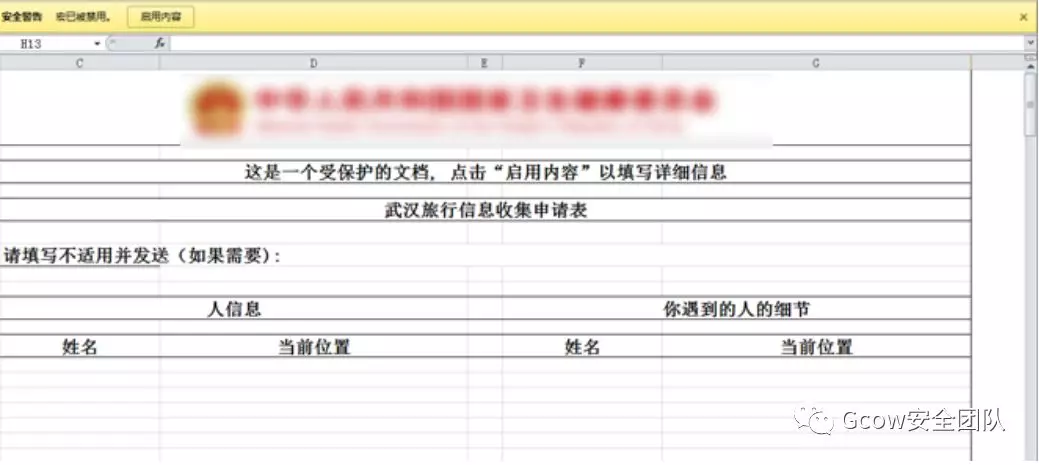 安全警告 宏已被禁用。 启用内容
H13 fx
C D E F G
这是一个受保护的文档, 点击“启用内容”以填写详细信息
武汉旅行信息收集申请表
请填写不适用并发送（如果需要）:
人信息 你遇到的人的细节
姓名 当前位置 姓名 当前位置
Gcow安全团队